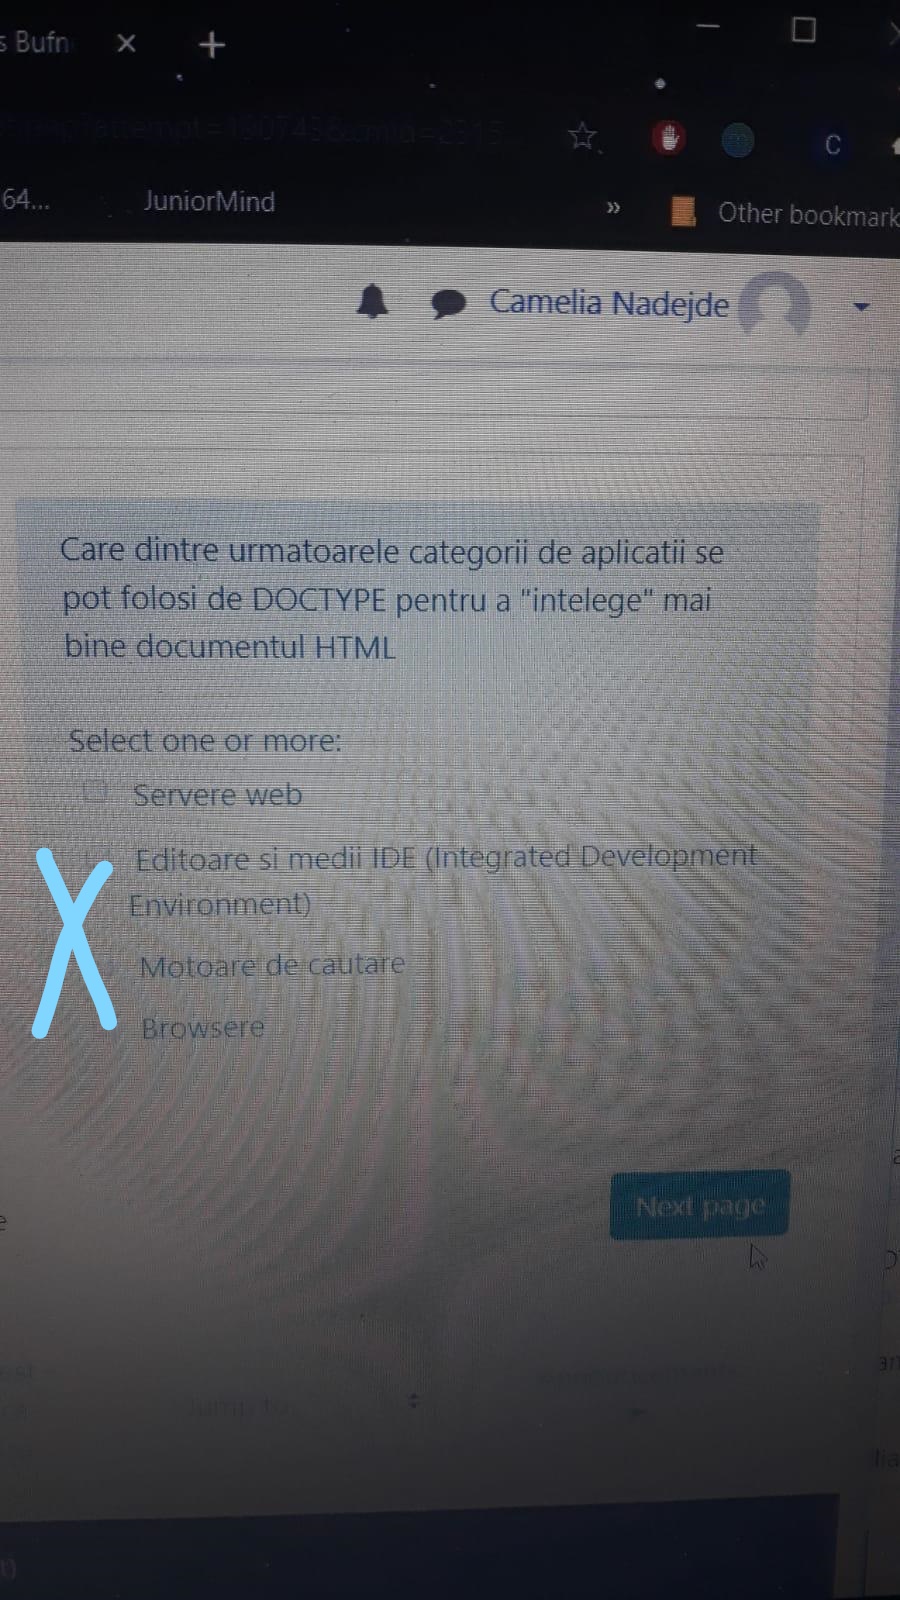 s Bufn
64...
JuniorMind
»
Other bookmark
C
Camelia Nadejde
Care dintre urmatoarele categorii de aplicatii se
pot folosi de DOCTYPE pentru a "intelege" mai
bine documentul HTML
Select one or more:
Servere web
Editoare si medii IDE (Integrated Development
Environment)
Motoare de cautare
Browsere
Next page
Jump to...